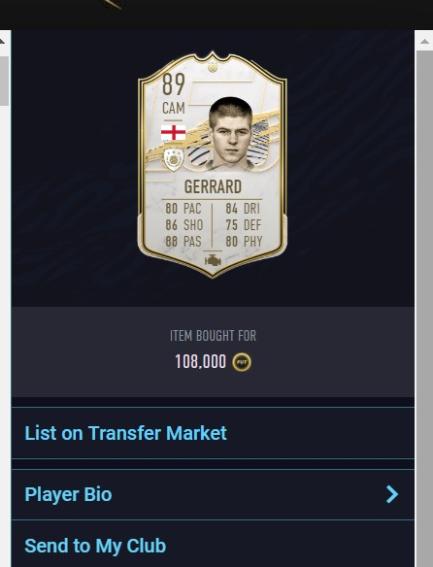 89
CAM
GERRARD
80 PAC 84 DRI
86 SHO 75 DEF
88 PAS 80 PHY
ITEM BOUGHT FOR
108,000
List on Transfer Market
Player Bio
Send to My Club